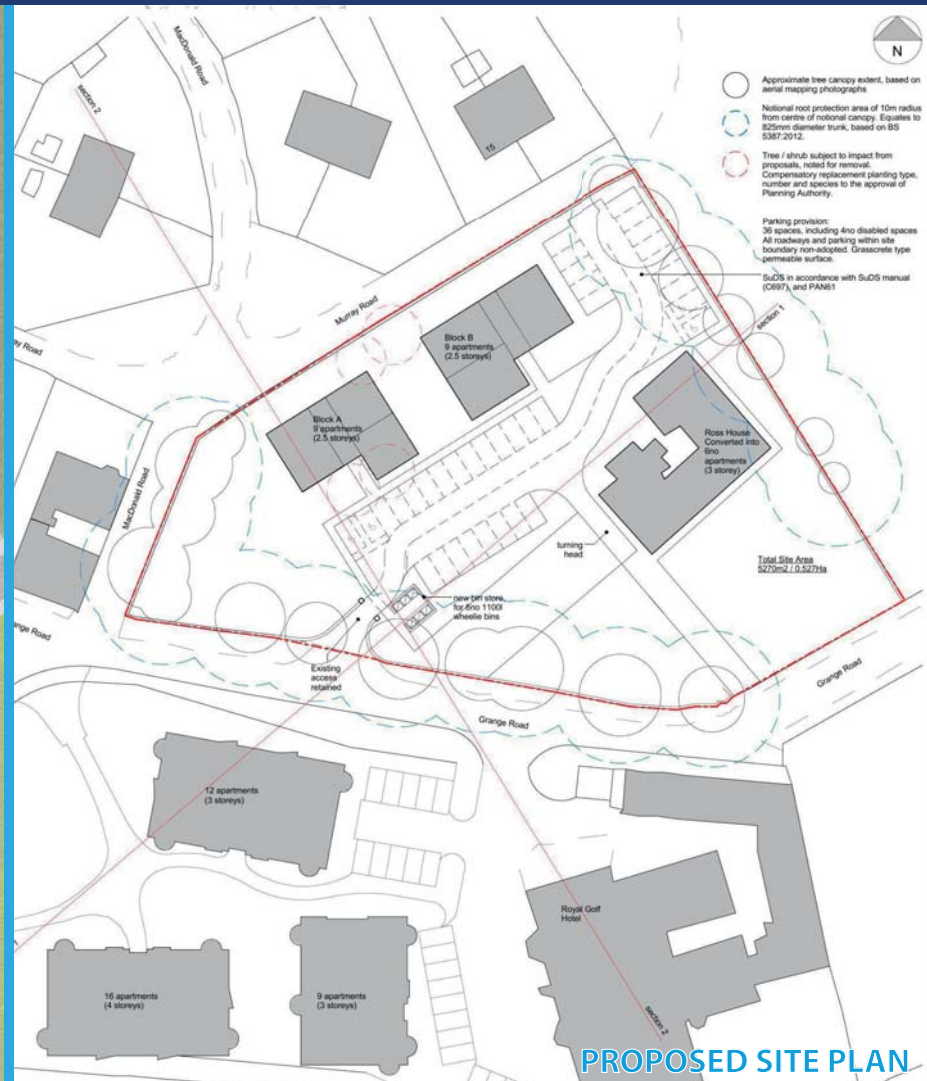 N
Approximate tree canopy extent, based on
aerial mapping photographs
Notional root protection area of 10m radius
from centre of notional canopy. Equates to
825mm diameter trunk, based on BS
5387:2012.
Tree / shrub subject to impact from
proposals, noted for removal.
Compensatory replacement planting type,
number and species to the approval of
Planning Authority.
Parking provision:
36 spaces, including 4no disabled spaces
All roadways and parking within site
boundary non-adopted. Grasscrete type
permeable surface.
SuDS in accordance with SuDS manual
(C697), and PAN61
MacDonald Road
section 2
15
Murray Road
section 1
ay Road
Block B
9 apartments
(2.5 storeys)
Block A
9 apartments
(2.5 storeys)
Ross House
Converted into
6no
apartments
(3 storey)
MacDonald Road
turning
head
Total Site Area
5270m2 / 0.527Ha
new bin store
for 6no 1100l
wheelie bins
ange Road
Existing
access
retained
Grange Road
Grange Road
12 apartments
(3 storeys)
Royal Golf
Hotel
16 apartments
(4 storeys)
9 apartments
(3 storeys)
section 2
PROPOSED SITE PLAN